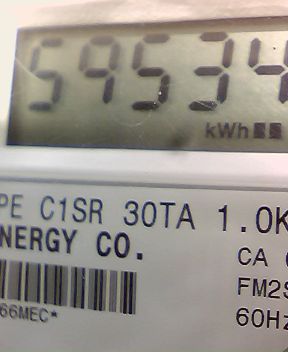 59534
kWh
PE C1SR 30TA 1.0K
NERGY CO.
CA
FM2S
66MEC*
60Hz